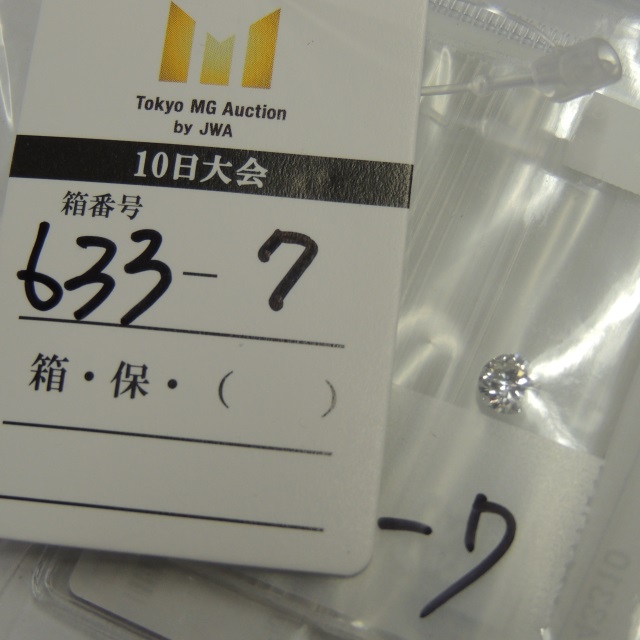 Tokyo MG Auction
by JWA
10日大会
箱番号
633-7
箱・保・（　　）
-7